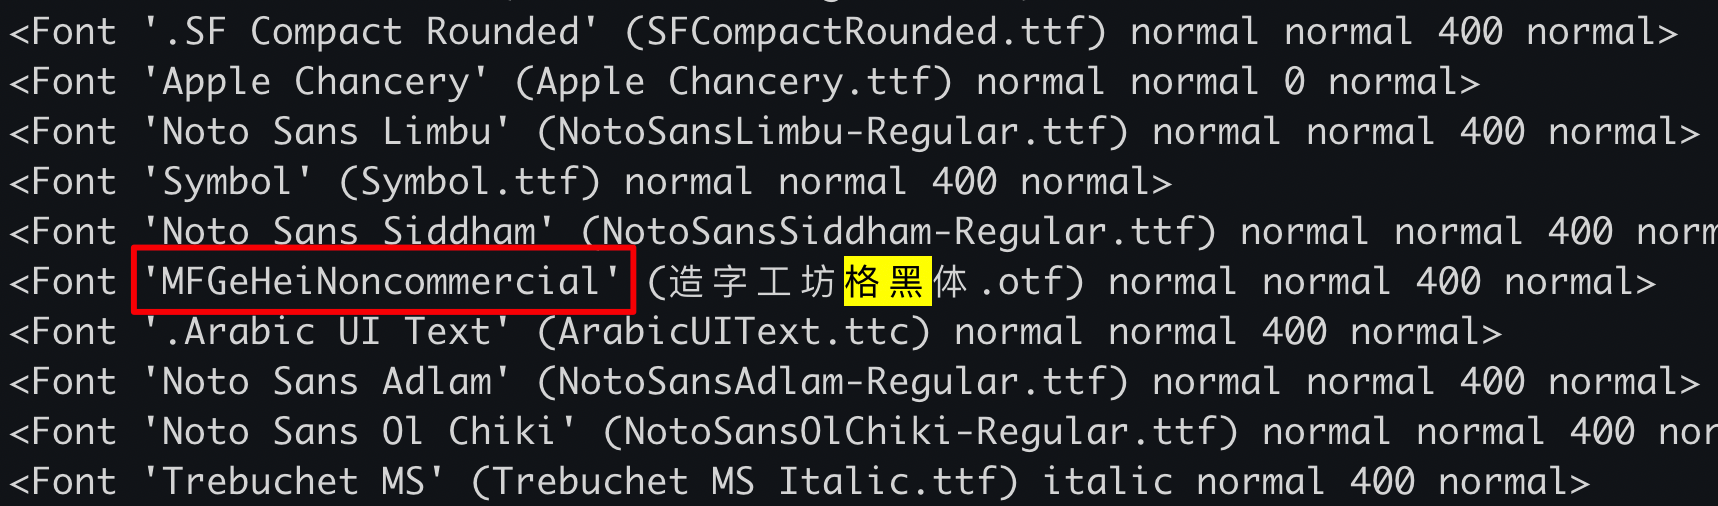 <Font '.SF Compact Rounded' (SFCompactRounded.ttf) normal normal 400 normal>
<Font 'Apple Chancery' (Apple Chancery.ttf) normal normal 0 normal>
<Font 'Noto Sans Limbu' (NotoSansLimbu-Regular.ttf) normal normal 400 normal>
<Font 'Symbol' (Symbol.ttf) normal normal 400 normal>
<Font 'Noto Sans Siddham' (NotoSansSiddham-Regular.ttf) normal normal 400 norm
<Font 'MFGeHeiNoncommercial' (造字工坊格黑体.otf) normal normal 400 normal>
<Font '.Arabic UI Text' (ArabicUIText.ttc) normal normal 400 normal>
<Font 'Noto Sans Adlam' (NotoSansAdlam-Regular.ttf) normal normal 400 normal>
<Font 'Noto Sans Ol Chiki' (NotoSansOlChiki-Regular.ttf) normal normal 400 nor
<Font 'Trebuchet MS' (Trebuchet MS Italic.ttf) italic normal 400 normal>